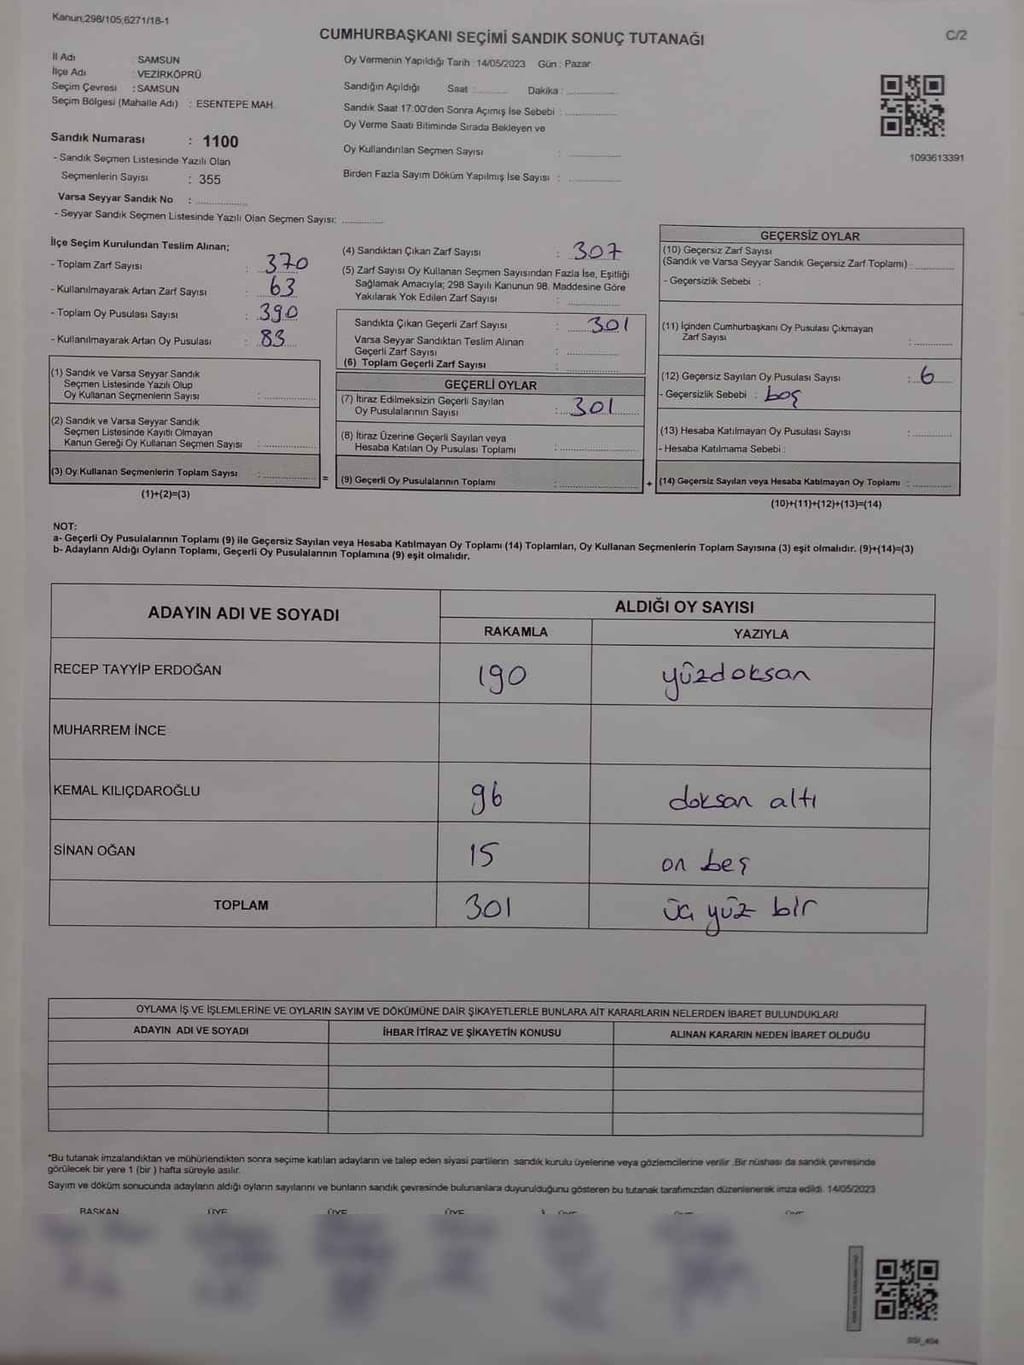 Kanun;298/105;6271/18-1
CUMHURBAŞKANI SEÇİMİ SANDIK SONUÇ TUTANAĞI
C/2
İl Adı : SAMSUN
İlçe Adı : VEZİRKÖPRÜ
Seçim Çevresi : SAMSUN
Seçim Bölgesi (Mahalle Adı) : ESENTEPE MAH.
Sandık Numarası : 1100
- Sandık Seçmen Listesinde Yazılı Olan
Seçmenlerin Sayısı : 355
Varsa Seyyar Sandık No : ..............
- Seyyar Sandık Seçmen Listesinde Yazılı Olan Seçmen Sayısı: ............
Oy Vermenin Yapıldığı Tarih : 14/05/2023 Gün : Pazar
Sandığın Açıldığı Saat : ......... Dakika : .............
Sandık Saat 17:00'den Sonra Açımış İse Sebebi : .............
Oy Verme Saati Bitiminde Sırada Bekleyen ve
Oy Kullandırılan Seçmen Sayısı : .............
Birden Fazla Sayım Döküm Yapılmış İse Sayısı : .............
1093613391
İlçe Seçim Kurulundan Teslim Alınan;
- Toplam Zarf Sayısı : 370
- Kullanılmayarak Artan Zarf Sayısı : 63
- Toplam Oy Pusulası Sayısı : 390
- Kullanılmayarak Artan Oy Pusulası : 83
(1) Sandık ve Varsa Seyyar Sandık
Seçmen Listesinde Yazılı Olup
Oy Kullanan Seçmenlerin Sayısı : .............
(2) Sandık ve Varsa Seyyar Sandık
Seçmen Listesinde Kayıtlı Olmayan
Kanun Gereği Oy Kullanan Seçmen Sayısı : .............
(3) Oy Kullanan Seçmenlerin Toplam Sayısı : .............
(1)+(2)=(3)
=
(4) Sandıktan Çıkan Zarf Sayısı : 307
(5) Zarf Sayısı Oy Kullanan Seçmen Sayısından Fazla İse, Eşitliği
Sağlamak Amacıyla; 298 Sayılı Kanunun 98. Maddesine Göre
Yakılarak Yok Edilen Zarf Sayısı : .............
Sandıkta Çıkan Geçerli Zarf Sayısı : 301
Varsa Seyyar Sandıktan Teslim Alınan
Geçerli Zarf Sayısı : .............
(6) Toplam Geçerli Zarf Sayısı : .............
GEÇERLİ OYLAR
(7) İtiraz Edilmeksizin Geçerli Sayılan
Oy Pusulalarının Sayısı : 301
(8) İtiraz Üzerine Geçerli Sayılan veya
Hesaba Katılan Oy Pusulası Toplamı : .............
(9) Geçerli Oy Pusulalarının Toplamı : .............
+
GEÇERSİZ OYLAR
(10) Geçersiz Zarf Sayısı
(Sandık ve Varsa Seyyar Sandık Geçersiz Zarf Toplamı) : .............
- Geçersizlik Sebebi :
(11) İçinden Cumhurbaşkanı Oy Pusulası Çıkmayan
Zarf Sayısı : .............
(12) Geçersiz Sayılan Oy Pusulası Sayısı : 6
- Geçersizlik Sebebi : boş
(13) Hesaba Katılmayan Oy Pusulası Sayısı : .............
- Hesaba Katılmama Sebebi :
(14) Geçersiz Sayılan veya Hesaba Katılmayan Oy Toplamı : .............
(10)+(11)+(12)+(13)=(14)
NOT:
a- Geçerli Oy Pusulalarının Toplamı (9) ile Geçersiz Sayılan veya Hesaba Katılmayan Oy Toplamı (14) Toplamları, Oy Kullanan Seçmenlerin Toplam Sayısına (3) eşit olmalıdır. (9)+(14)=(3)
b- Adayların Aldığı Oyların Toplamı, Geçerli Oy Pusulalarının Toplamına (9) eşit olmalıdır.
ADAYIN ADI VE SOYADI
ALDIĞI OY SAYISI
RAKAMLA YAZIYLA
RECEP TAYYİP ERDOĞAN 190 yüzdoksan
MUHARREM İNCE
KEMAL KILIÇDAROĞLU 96 doksan altı
SİNAN OĞAN 15 on beş
TOPLAM 301 üç yüz bir
OYLAMA İŞ VE İŞLEMLERİNE VE OYLARIN SAYIM VE DÖKÜMÜNE DAİR ŞİKAYETLERLE BUNLARA AİT KARARLARIN NELERDEN İBARET BULUNDUKLARI
ADAYIN ADI VE SOYADI İHBAR İTİRAZ VE ŞİKAYETİN KONUSU ALINAN KARARIN NEDEN İBARET OLDUĞU
*Bu tutanak imzalandıktan ve mühürlendikten sonra seçime katılan adayların ve talep eden siyasi partilerin sandık kurulu üyelerine veya gözlemcilerine verilir. Bir nüshası da sandık çevresinde
görülecek bir yere 1 (bir ) hafta süreyle asılır.
Sayım ve döküm sonucunda adayların aldığı oyların sayılarını ve bunların sandık çevresinde bulunanlara duyurulduğunu gösteren bu tutanak tarafımızdan düzenlenerek imza edildi. 14/05/2023
BAŞKAN ÜYE ÜYE ÜYE